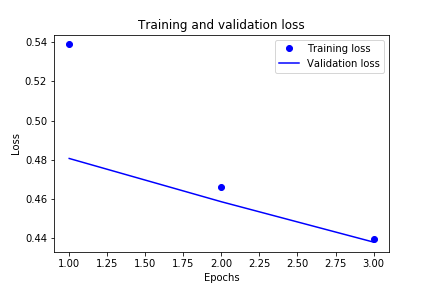 Training and validation loss
Training loss
Validation loss
0.54
0.52
0.50
0.48
0.46
0.44
Loss
1.00 1.25 1.50 1.75 2.00 2.25 2.50 2.75 3.00
Epochs